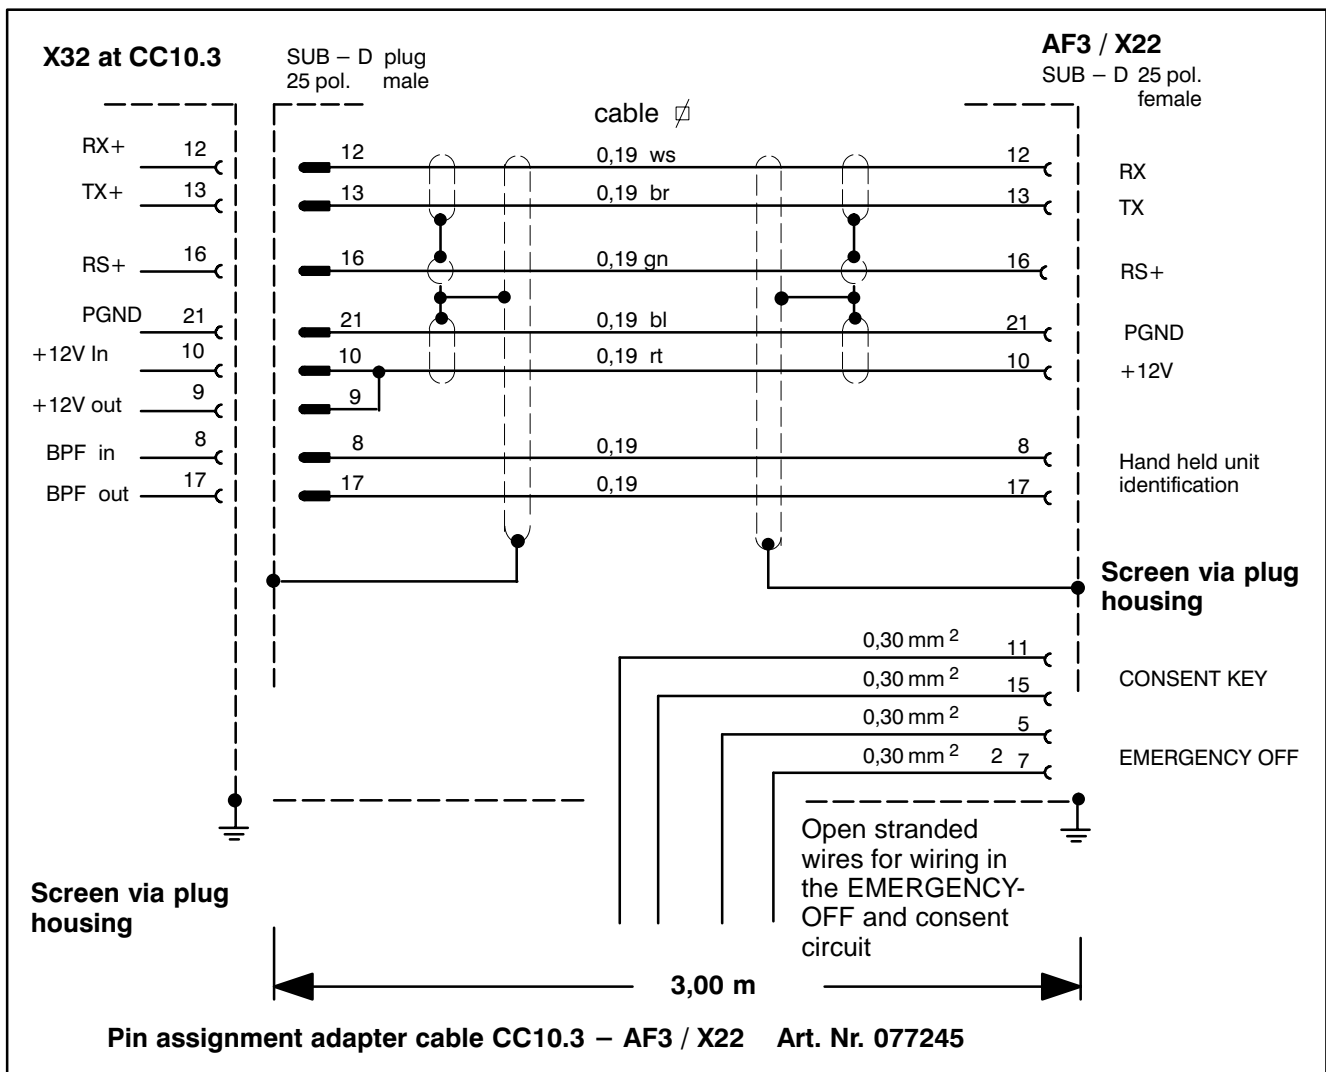 X32 at CC10.3
SUB – D plug
25 pol. male
AF3 / X22
SUB – D 25 pol.
female
cable
RX+ 12 12 0,19 ws 12 RX
TX+ 13 13 0,19 br 13 TX
RS+ 16 16 0,19 gn 16 RS+
PGND 21 21 0,19 bl 21 PGND
+12V In 10 10 0,19 rt 10 +12V
+12V out 9 9
BPF in 8 8 0,19 8
BPF out 17 17 0,19 17
Hand held unit
identification
Screen via plug
housing
0,30 mm 2 11
0,30 mm 2 15
CONSENT KEY
0,30 mm 2 5
0,30 mm 2 2 7
EMERGENCY OFF
Open stranded
wires for wiring in
the EMERGENCY-
OFF and consent
circuit
Screen via plug
housing
3,00 m
Pin assignment adapter cable CC10.3 – AF3 / X22 Art. Nr. 077245